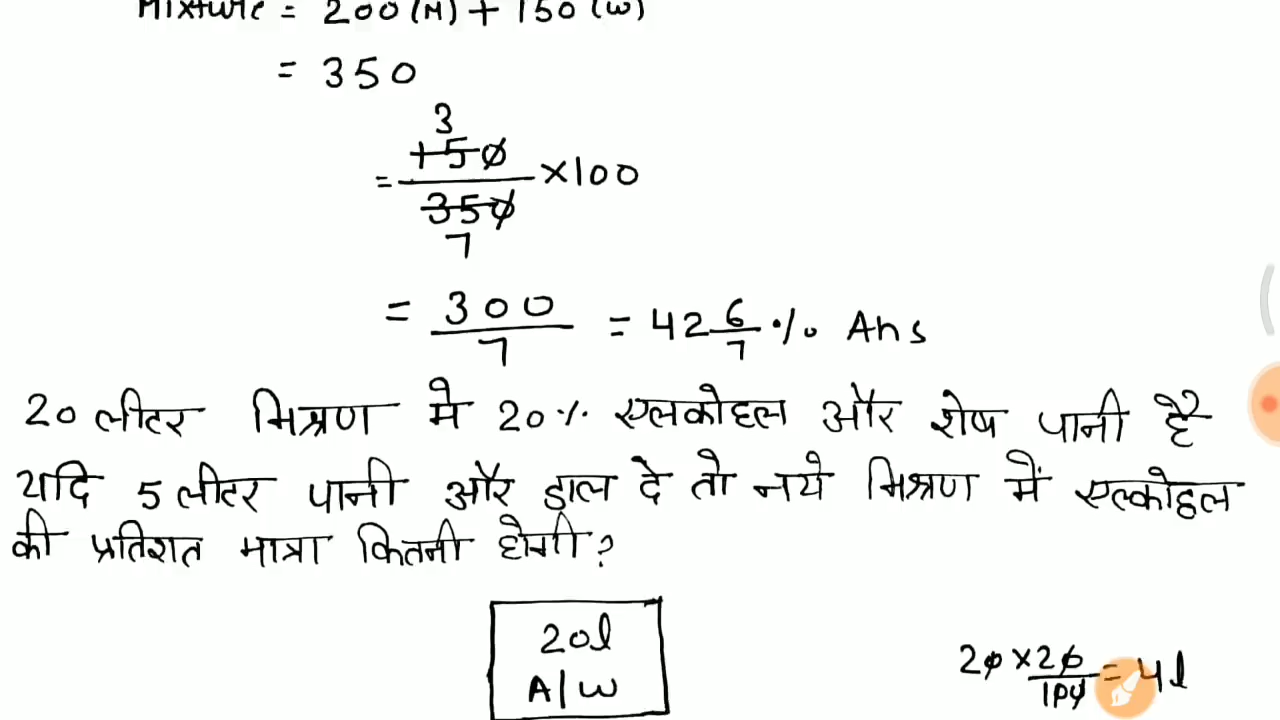 Mixture = 200 (M) + 150 (W)
= 350
3
= 150/350 × 100
7
= 300/7 = 42 6/7 % Ans
20 लीटर मिश्रण मे 20% एलकोहल और शेष पानी है
यदि 5 लीटर पानी और डाल दे तो नये मिश्रण में एल्कोहल
की प्रतिशत मात्रा कितनी होगी?
20l
A/W
20 × 20/100 = 4l